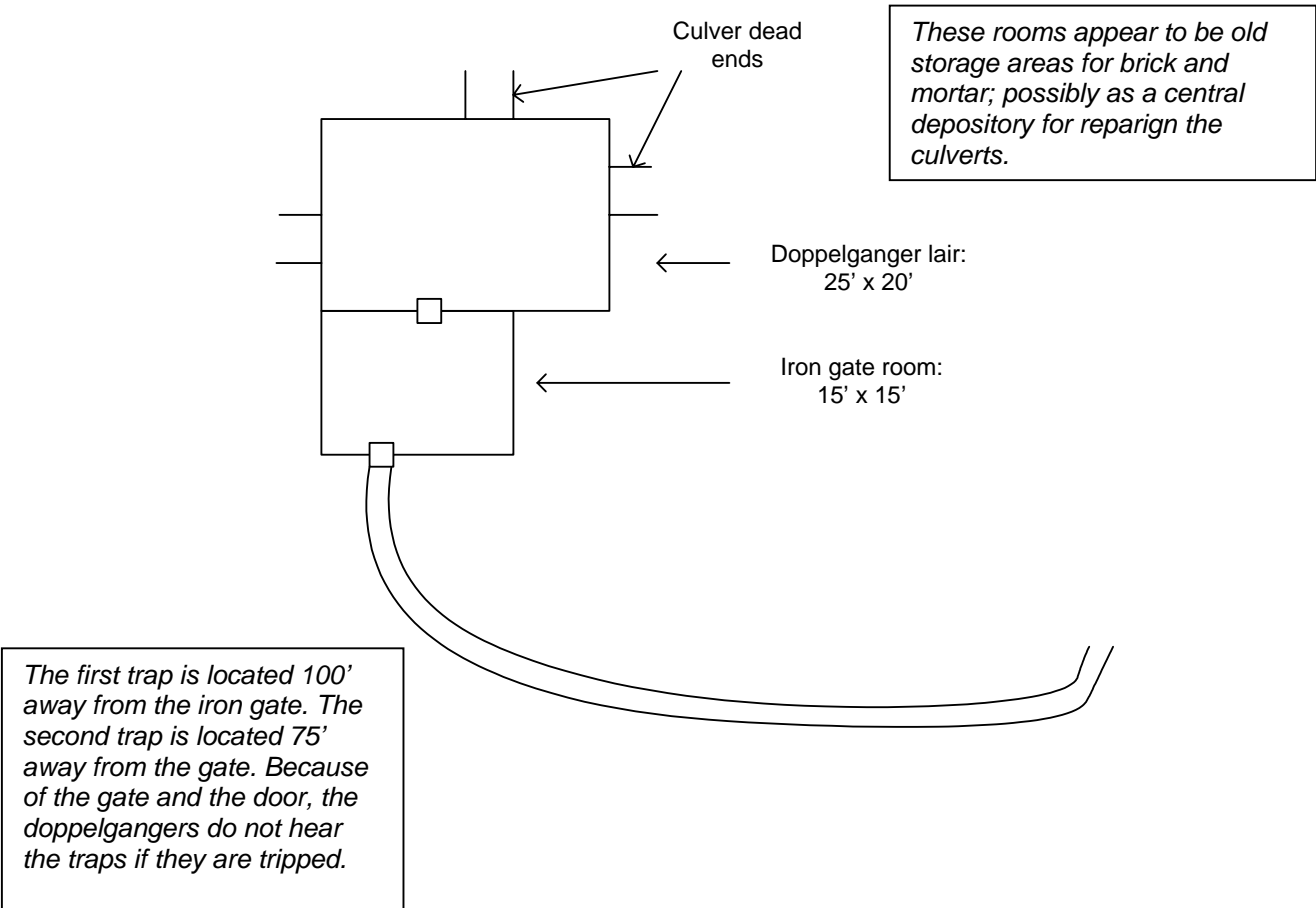 Culver dead
ends
These rooms appear to be old
storage areas for brick and
mortar; possibly as a central
depository for reparign the
culverts.
Doppelganger lair:
25’ x 20’
Iron gate room:
15’ x 15’
The first trap is located 100’
away from the iron gate. The
second trap is located 75’
away from the gate. Because
of the gate and the door, the
doppelgangers do not hear
the traps if they are tripped.